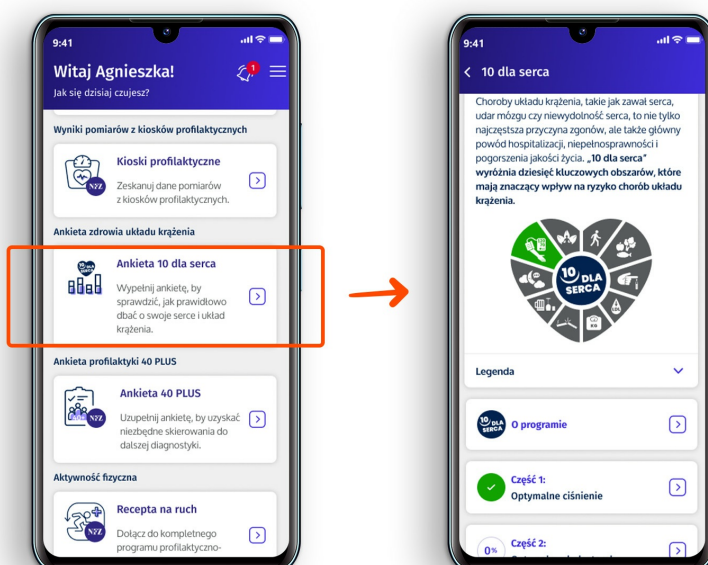 9:41
Witaj Agnieszka!
1
Jak się dzisiaj czujesz?
Wyniki pomiarów z kiosków profilaktycznych
Kioski profilaktyczne
NFZ
Zeskanuj dane pomiarów
z kiosków profilaktycznych.
Ankieta zdrowia układu krążenia
10 DLA
SERCA
Ankieta 10 dla serca
Wypełnij ankietę, by
sprawdzić, jak prawidłowo
dbać o swoje serce i układ
krążenia.
Ankieta profilaktyki 40 PLUS
Ankieta 40 PLUS
NFZ
Uzupełnij ankietę, by uzyskać
niezbędne skierowania do
dalszej diagnostyki.
Aktywność fizyczna
Recepta na ruch
NFZ
Dołącz do kompletnego
programu profilaktyczno-
9:41
10 dla serca
Choroby układu krążenia, takie jak zawał serca,
udar mózgu czy niewydolność serca, to nie tylko
najczęstsza przyczyna zgonów, ale także główny
powód hospitalizacji, niepełnosprawności i
pogorszenia jakości życia. „10 dla serca”
wyróżnia dziesięć kluczowych obszarów, które
mają znaczący wpływ na ryzyko chorób układu
krążenia.
10 DLA
SERCA
LDL
KG
Legenda
10 DLA
SERCA
O programie
Część 1:
Optymalne ciśnienie
0%
Część 2: